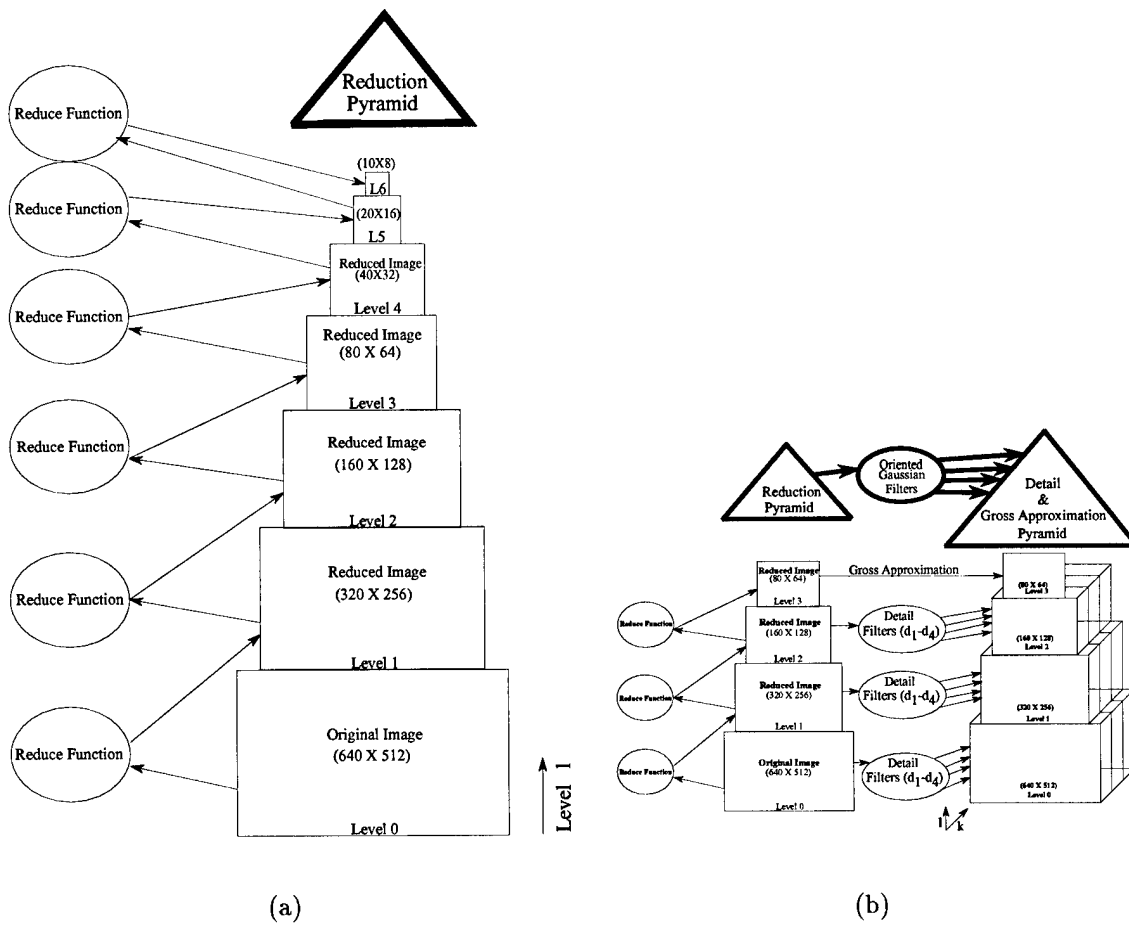 Reduction
Pyramid
Reduce Function
(10X8)
L6
Reduce Function
(20X16)
L5
Reduced Image
(40X32)
Level 4
Reduce Function
Reduced Image
(80 X 64)
Level 3
Reduce Function
Reduced Image
(160 X 128)
Level 2
Reduce Function
Reduced Image
(320 X 256)
Level 1
Reduce Function
Original Image
(640 X 512)
Level 0
Level 1
(a)
Reduction
Pyramid
Oriented
Gaussian
Filters
Detail
&
Gross Approximation
Pyramid
Reduced Image
(80 X 64)
Level 3
Gross Approximation
(80 X 64)
Level 3
Reduce Function
Reduced Image
(160 X 128)
Level 2
Detail
Filters (d1-d4)
(160 X 128)
Level 2
Reduce Function
Reduced Image
(320 X 256)
Level 1
Detail
Filters (d1-d4)
(320 X 256)
Level 1
Reduce Function
Original Image
(640 X 512)
Level 0
Detail
Filters (d1-d4)
(640 X 512)
Level 0
l
k
(b)